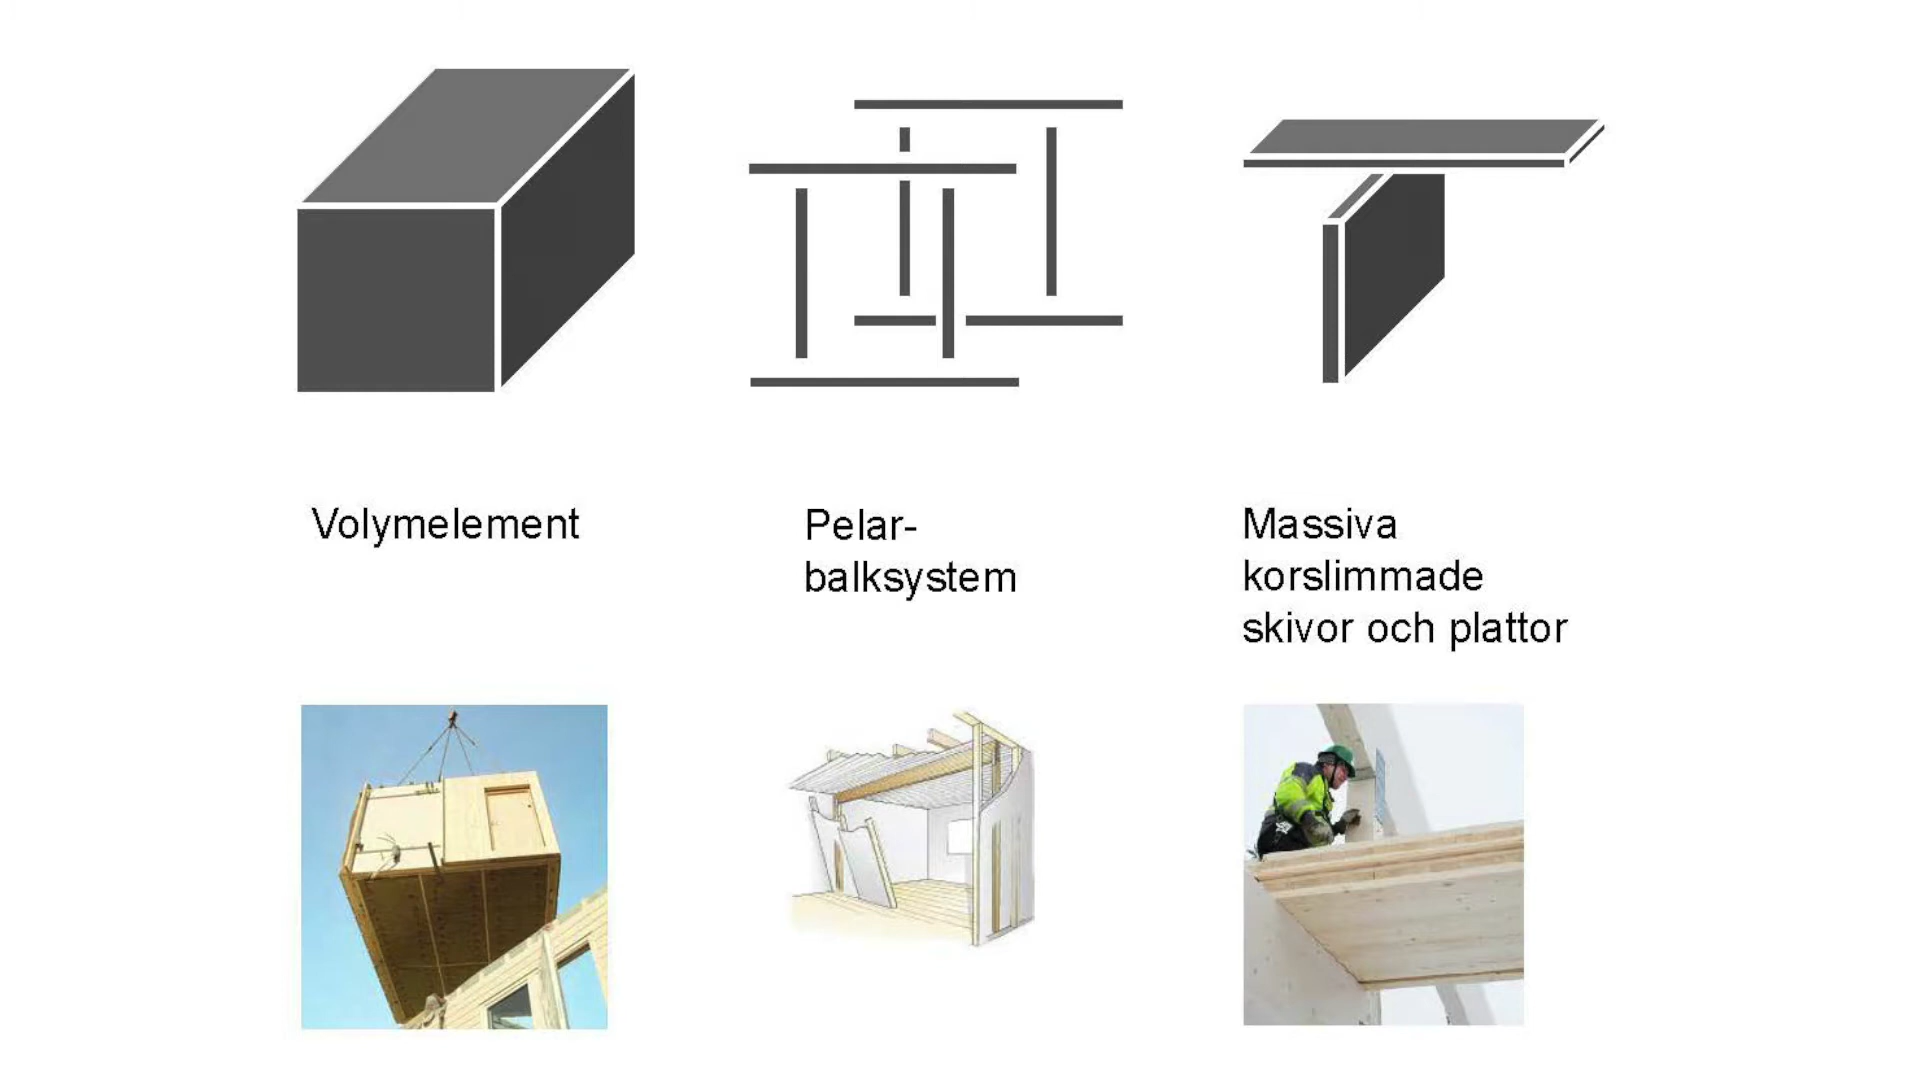 Volymelement
Pelar-
balksystem
Massiva
korslimmade
skivor och plattor